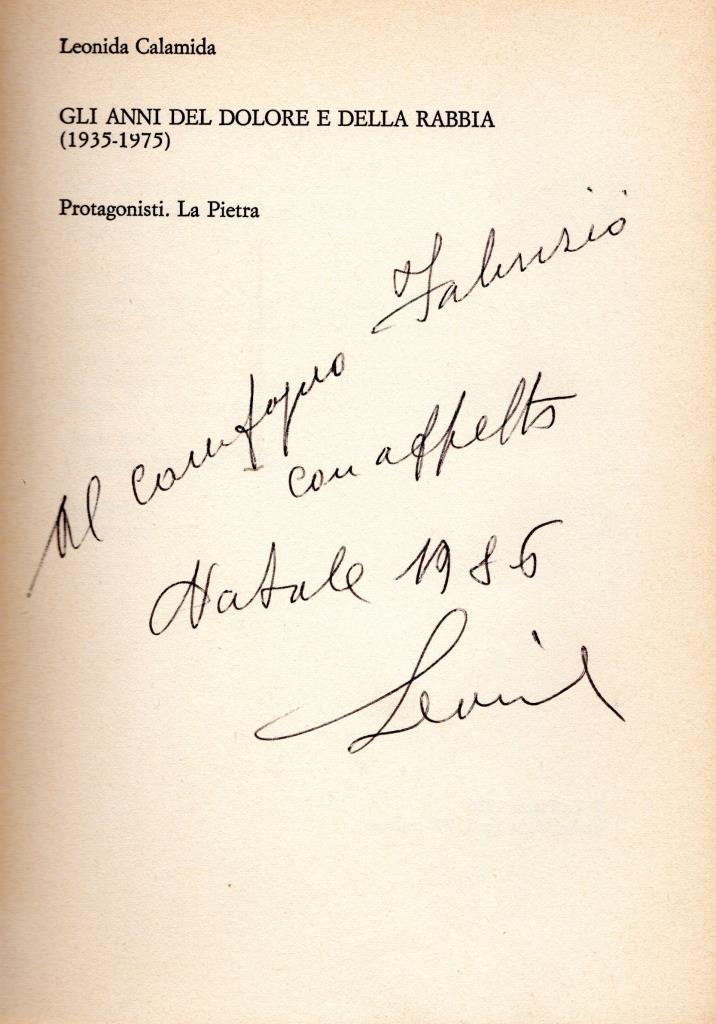 Leonida Calamida
GLI ANNI DEL DOLORE E DELLA RABBIA
(1935-1975)
Protagonisti. La Pietra
Al compagno Fabrizio
con affetto
Natale 1986
Leonid